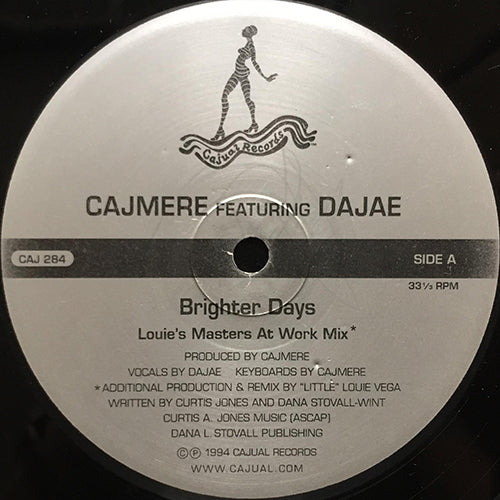 Cajual Records
CAJMERE FEATURING DAJAE
CAJ 284
SIDE A
33⅓ RPM
Brighter Days
Louie's Masters At Work Mix*
PRODUCED BY CAJMERE
VOCALS BY DAJAE KEYBOARDS BY CAJMERE
*ADDITIONAL PRODUCTION & REMIX BY "LITTLE" LOUIE VEGA
WRITTEN BY CURTIS JONES AND DANA STOVALL-WINT
CURTIS A. JONES MUSIC (ASCAP)
DANA L. STOVALL PUBLISHING
©℗ 1994 CAJUAL RECORDS
WWW.CAJUAL.COM